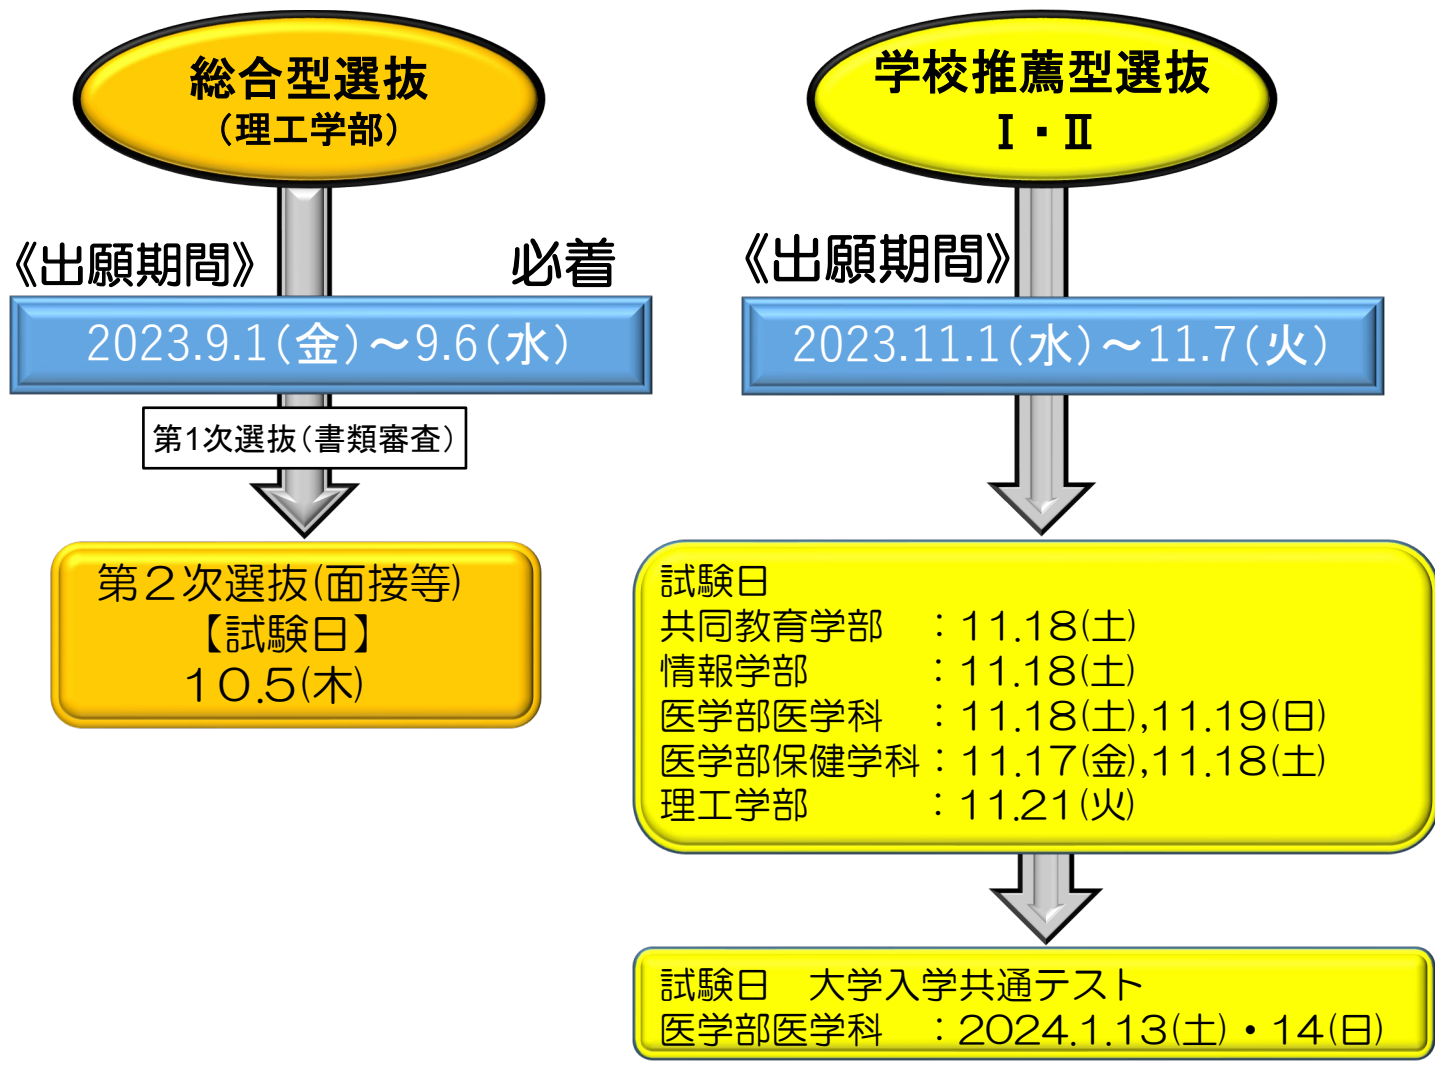 総合型選抜
（理工学部）
《出願期間》 必着
2023.9.1(金)～9.6(水)
第1次選抜（書類審査）
第２次選抜(面接等)
【試験日】
１０.５(木)
学校推薦型選抜
Ⅰ・Ⅱ
《出願期間》
2023.11.1(水)～11.7(火)
試験日
共同教育学部　：１１.１８(土)
情報学部　　　：１１.１８(土)
医学部医学科　：１１.１８(土),１１.１９(日)
医学部保健学科：１１.１７(金),１１.１８(土)
理工学部　　　：１１.２１(火)
試験日　大学入学共通テスト
医学部医学科　：２０２４.１.１３(土)・１４(日)